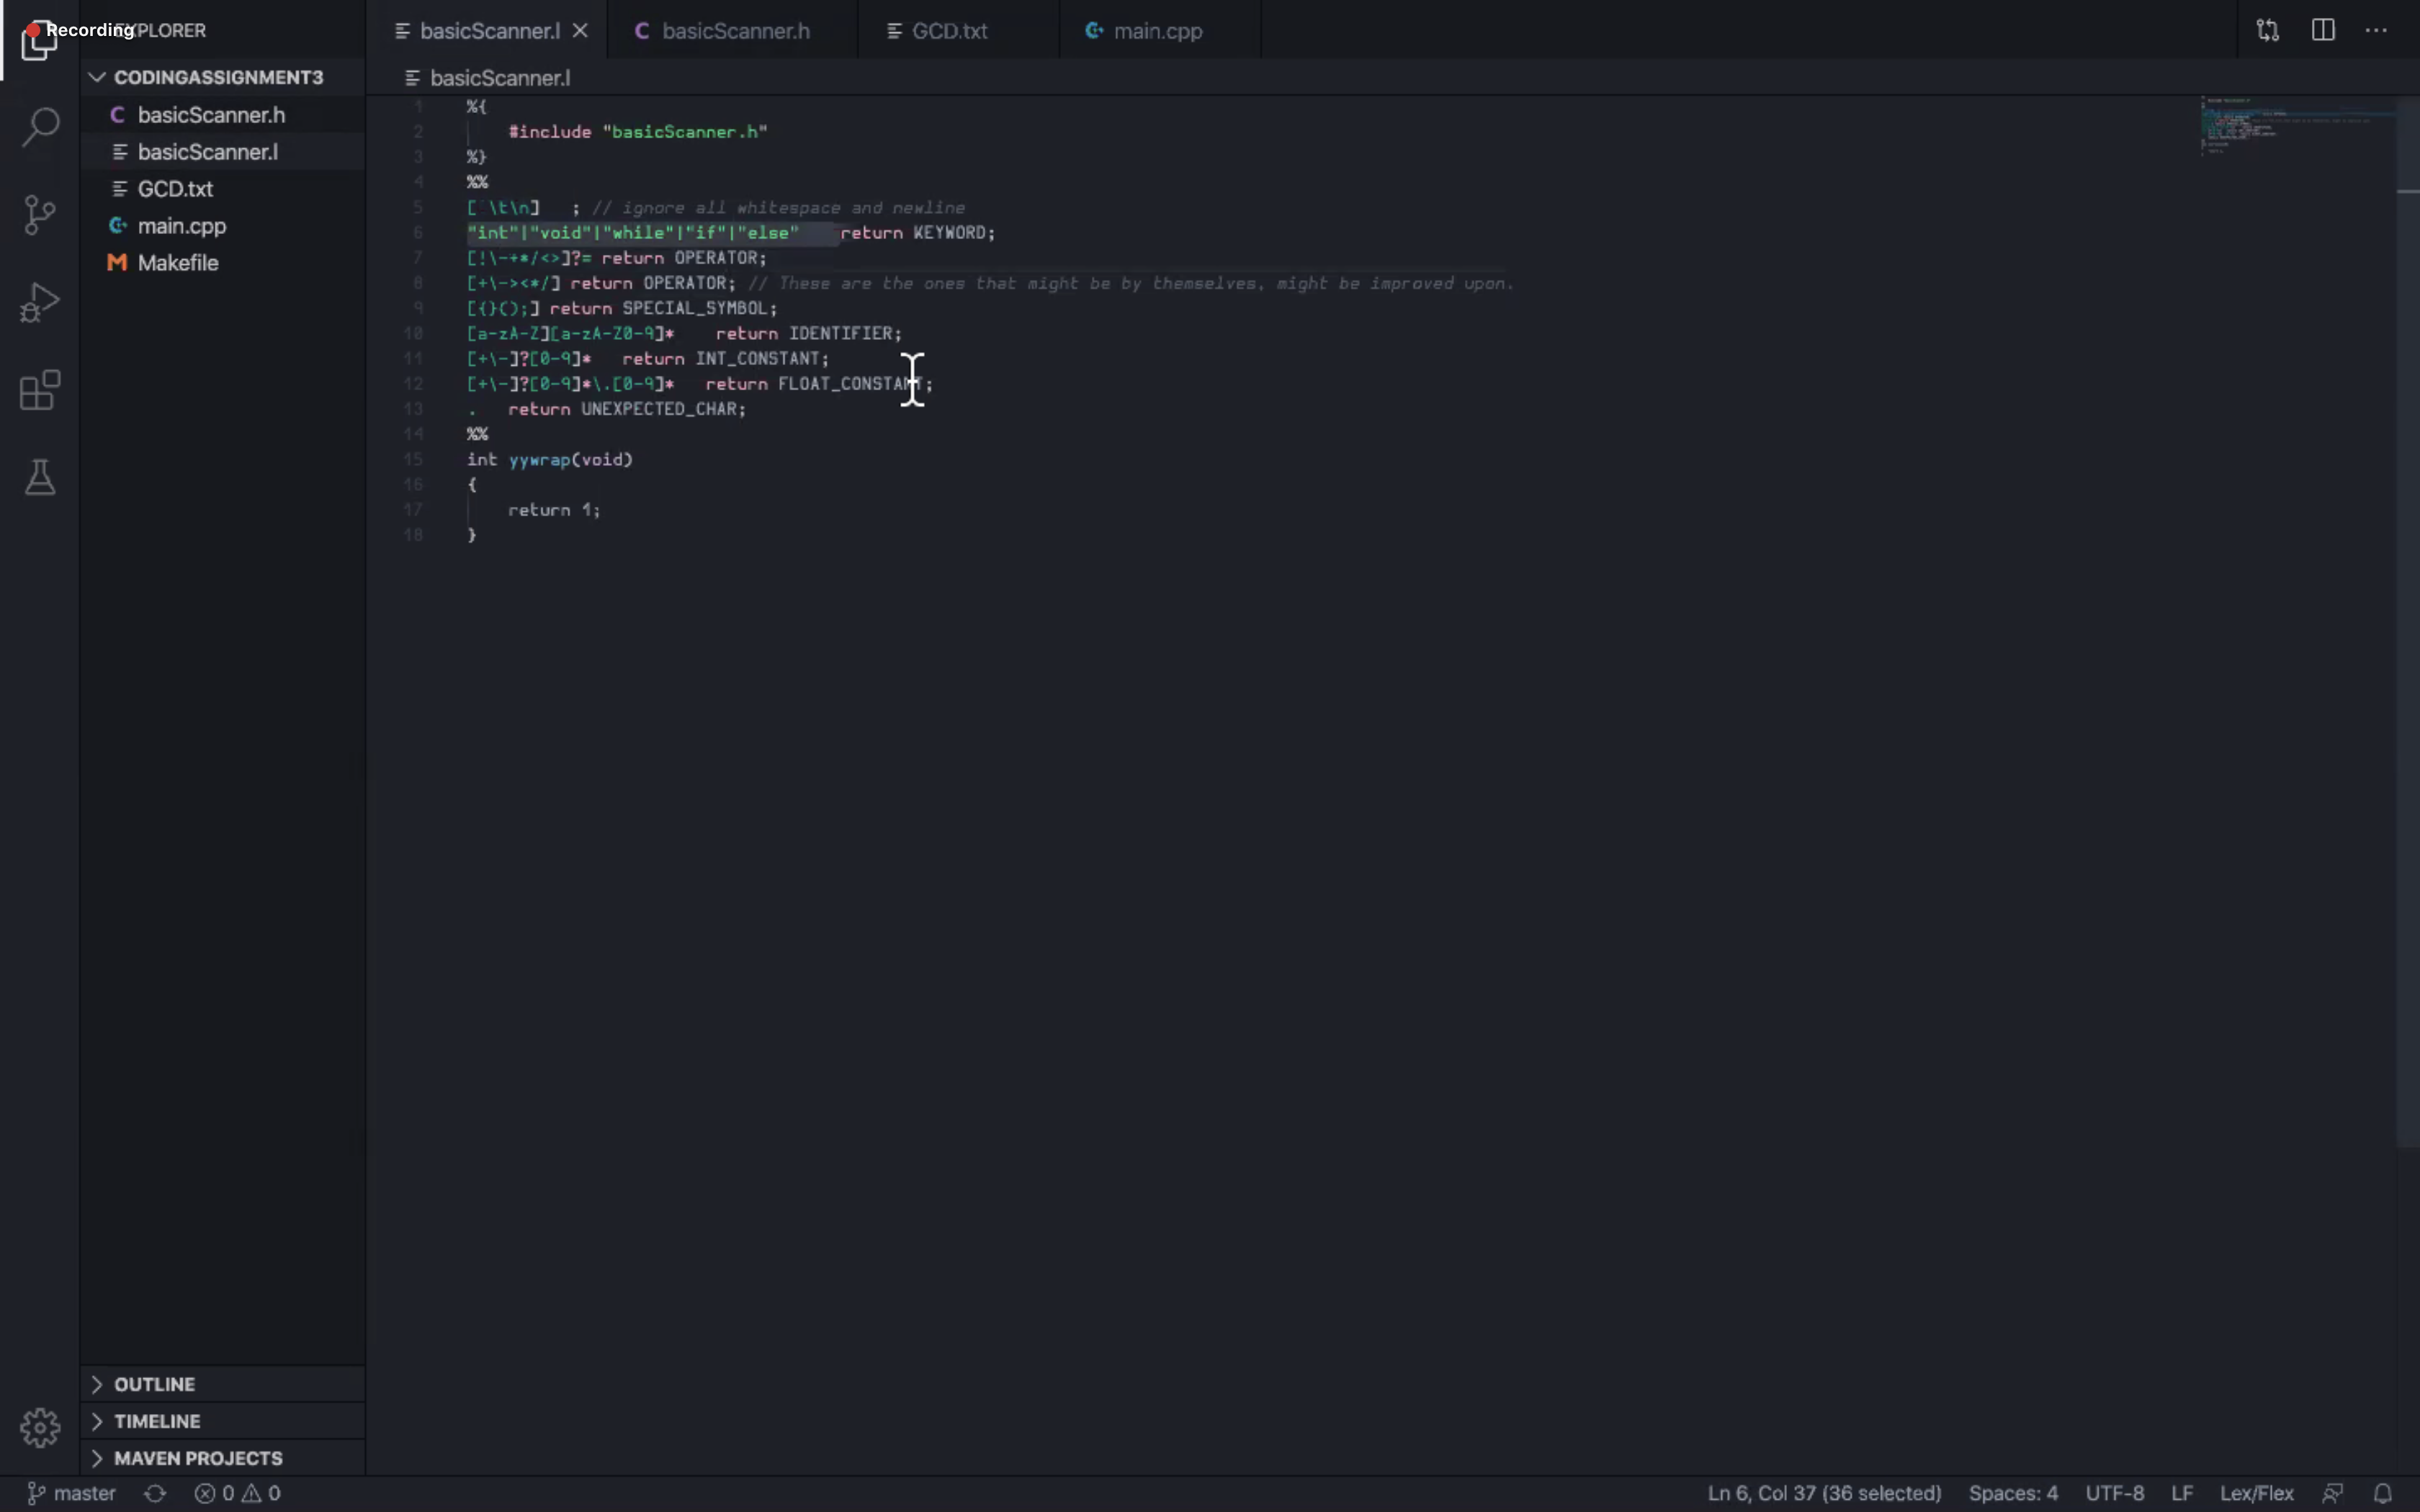 Recording
EXPLORER
basicScanner.l
basicScanner.h
GCD.txt
main.cpp
CODINGASSIGNMENT3
basicScanner.h
basicScanner.l
GCD.txt
main.cpp
Makefile
basicScanner.l
1 %{
2 #include "basicScanner.h"
3 %}
4 %%
5 [ \t\n] ; // ignore all whitespace and newline
6 "int"|"void"|"while"|"if"|"else" return KEYWORD;
7 [!\-+*/<>]?= return OPERATOR;
8 [+\-><*/] return OPERATOR; // These are the ones that might be by themselves, might be improved upon.
9 [{}();] return SPECIAL_SYMBOL;
10 [a-zA-Z][a-zA-Z0-9]* return IDENTIFIER;
11 [+\-]?[0-9]* return INT_CONSTANT;
12 [+\-]?[0-9]*\.[0-9]* return FLOAT_CONSTANT;
13 . return UNEXPECTED_CHAR;
14 %%
15 int yywrap(void)
16 {
17 return 1;
18 }
OUTLINE
TIMELINE
MAVEN PROJECTS
master 0 0 Ln 6, Col 37 (36 selected) Spaces: 4 UTF-8 LF Lex/Flex